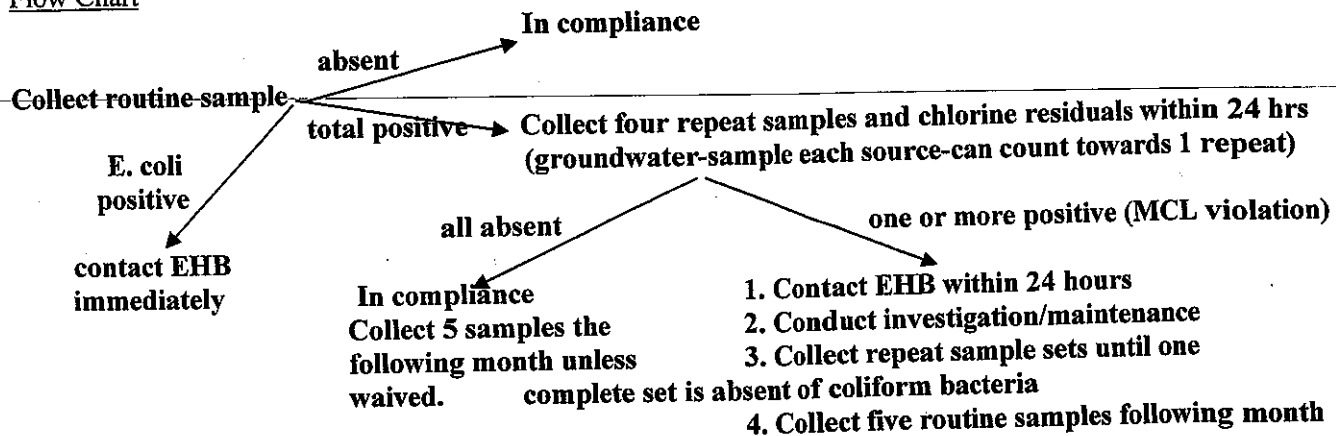 Flow Chart
In compliance
absent
Collect routine sample
total positive
Collect four repeat samples and chlorine residuals within 24 hrs
(groundwater-sample each source-can count towards 1 repeat)
E. coli
positive
contact EHB
immediately
all absent
one or more positive (MCL violation)
In compliance
Collect 5 samples the
following month unless
waived.
1. Contact EHB within 24 hours
2. Conduct investigation/maintenance
3. Collect repeat sample sets until one
complete set is absent of coliform bacteria
4. Collect five routine samples following month